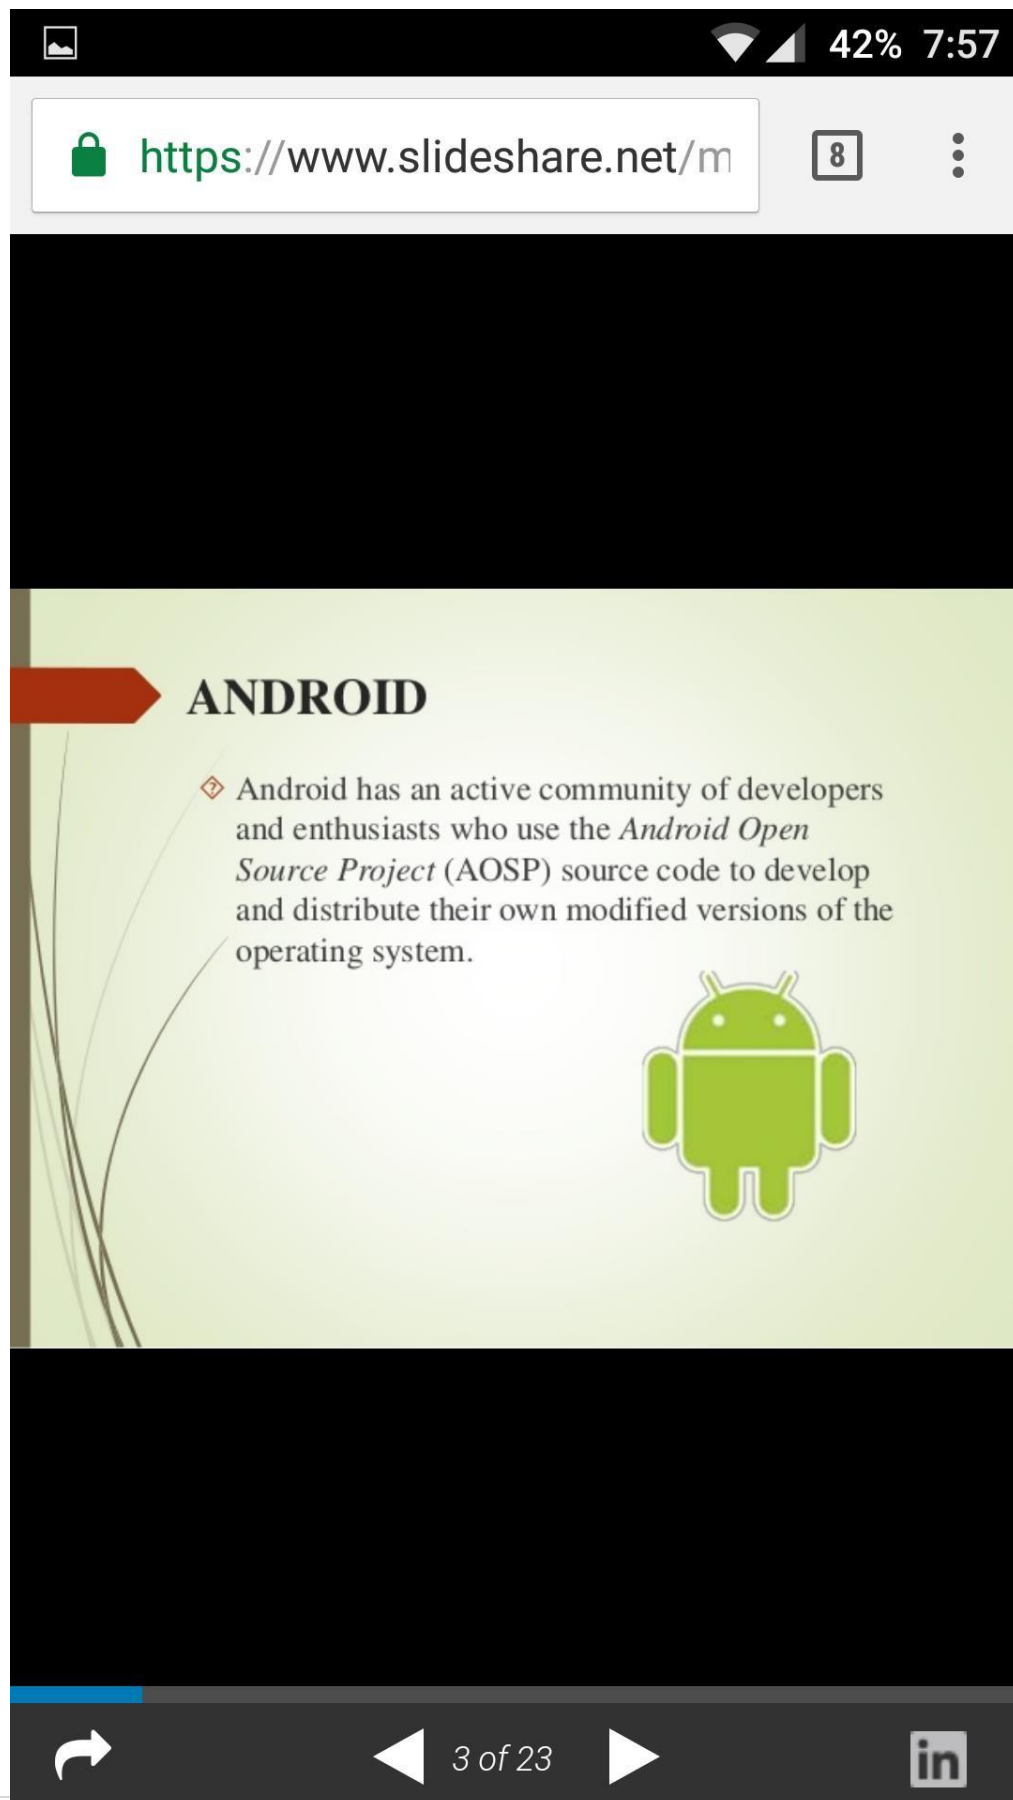 42% 7:57
https://www.slideshare.net/m
8
ANDROID
Android has an active community of developers
and enthusiasts who use the Android Open
Source Project (AOSP) source code to develop
and distribute their own modified versions of the
operating system.
3 of 23
in